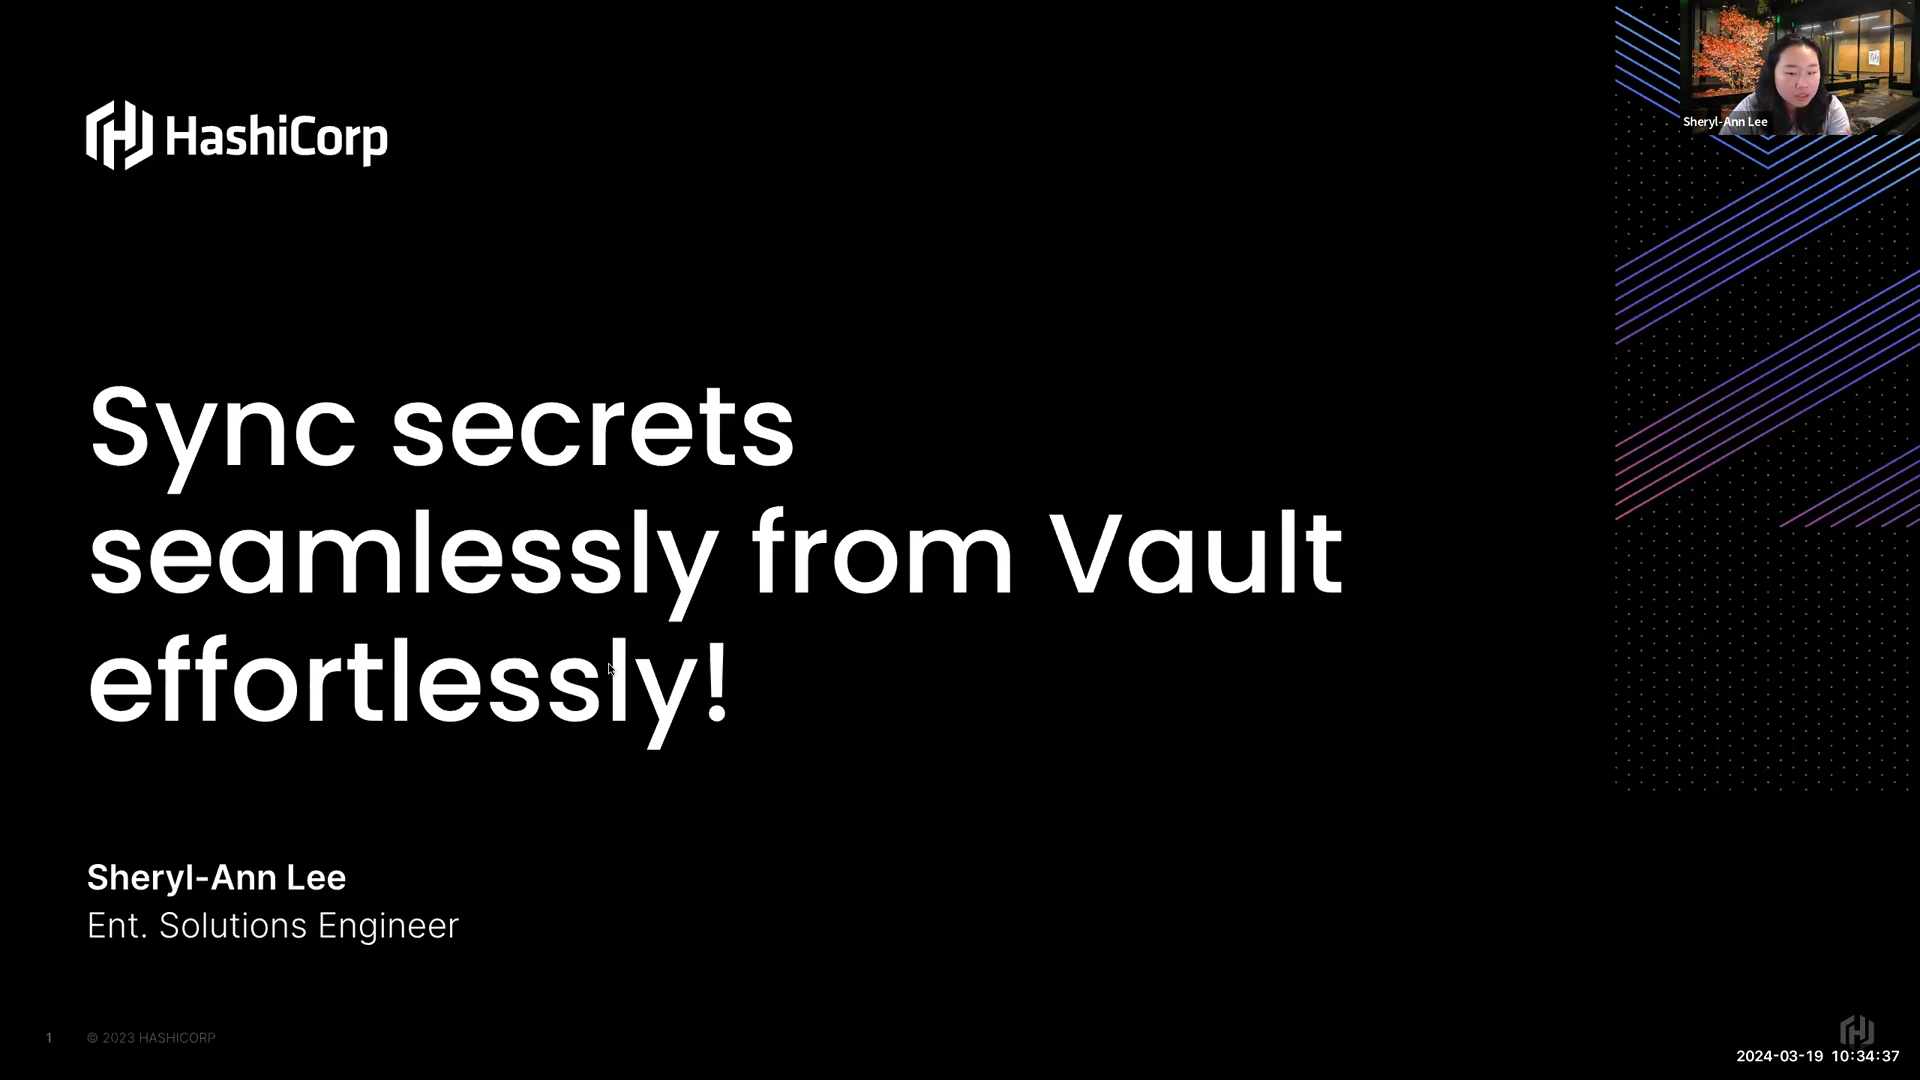 Sheryl-Ann Lee
HashiCorp
Sync secrets
seamlessly from Vault
effortlessly!
Sheryl-Ann Lee
Ent. Solutions Engineer
1 © 2023 HASHICORP
2024-03-19 10:34:37